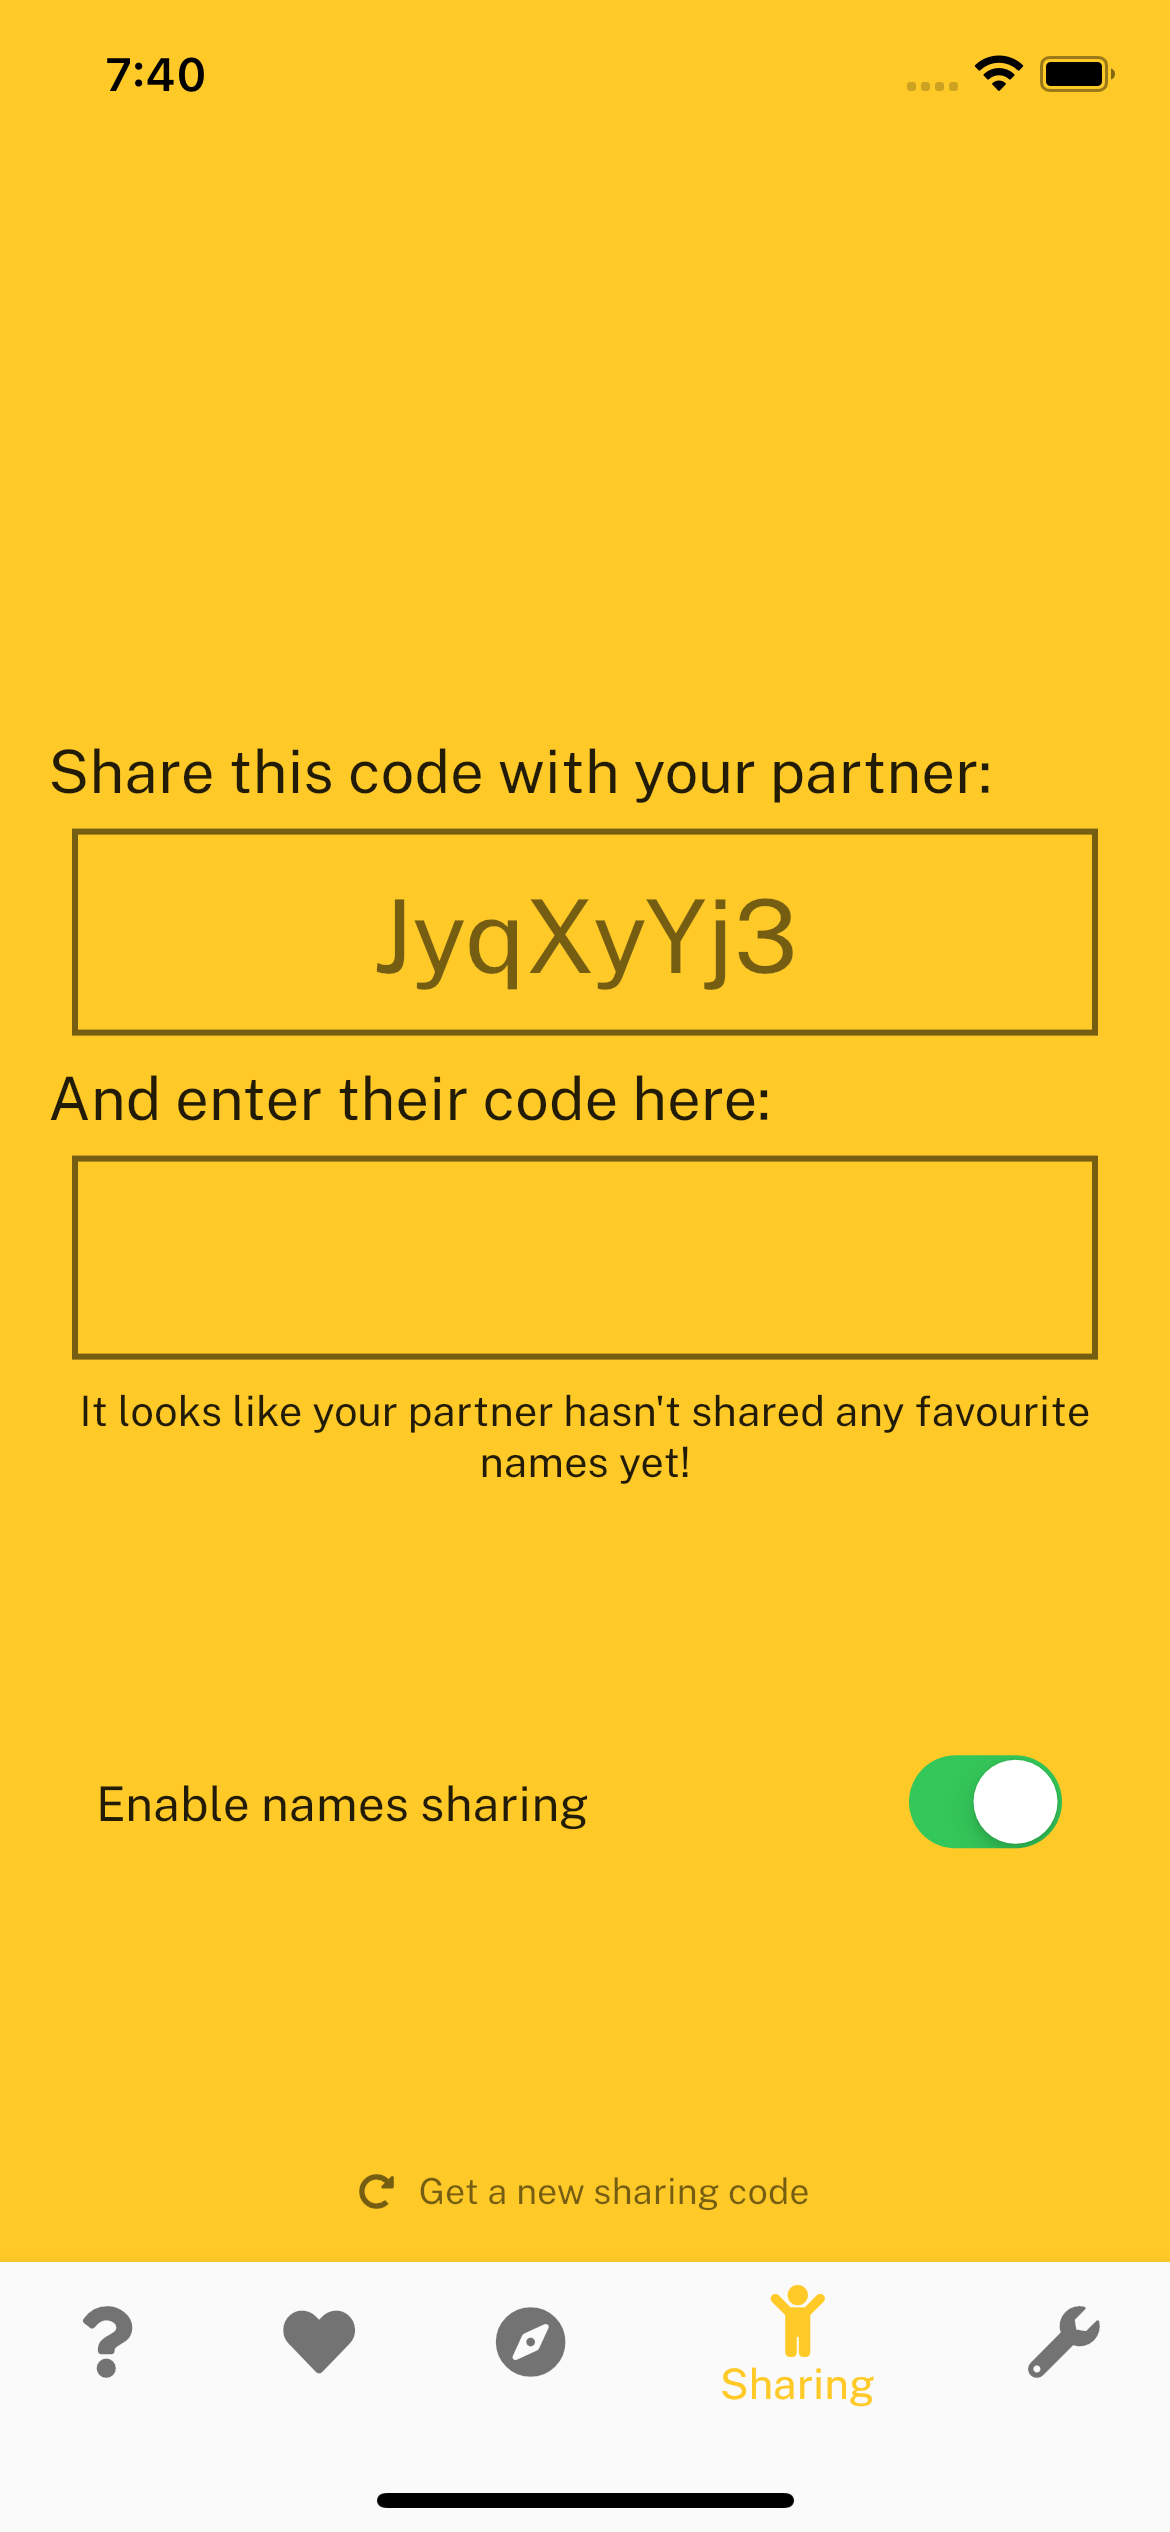 7:40
Share this code with your partner:
JyqXyYj3
And enter their code here:
It looks like your partner hasn't shared any favourite
names yet!
Enable names sharing
Get a new sharing code
Sharing